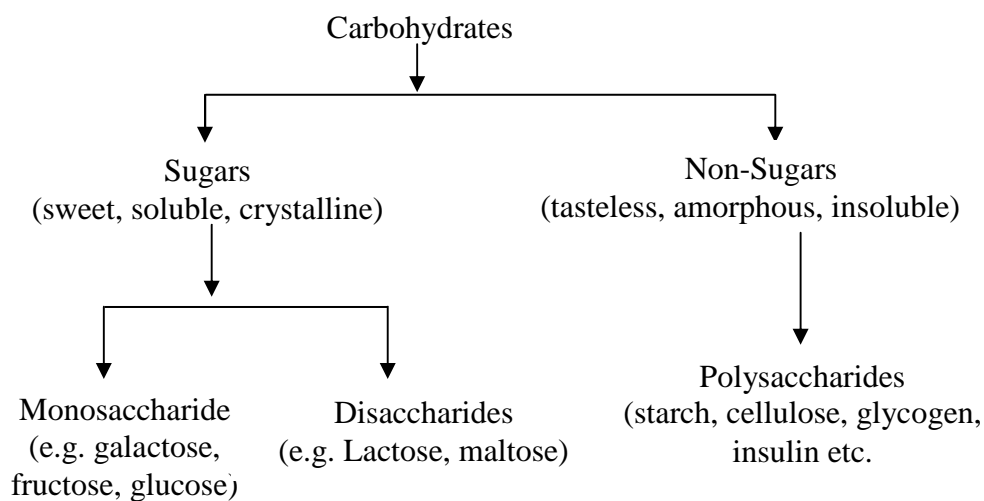 Carbohydrates
Sugars
(sweet, soluble, crystalline)
Non-Sugars
(tasteless, amorphous, insoluble)
Monosaccharide
(e.g. galactose,
fructose, glucose)
Disaccharides
(e.g. Lactose, maltose)
Polysaccharides
(starch, cellulose, glycogen,
insulin etc.